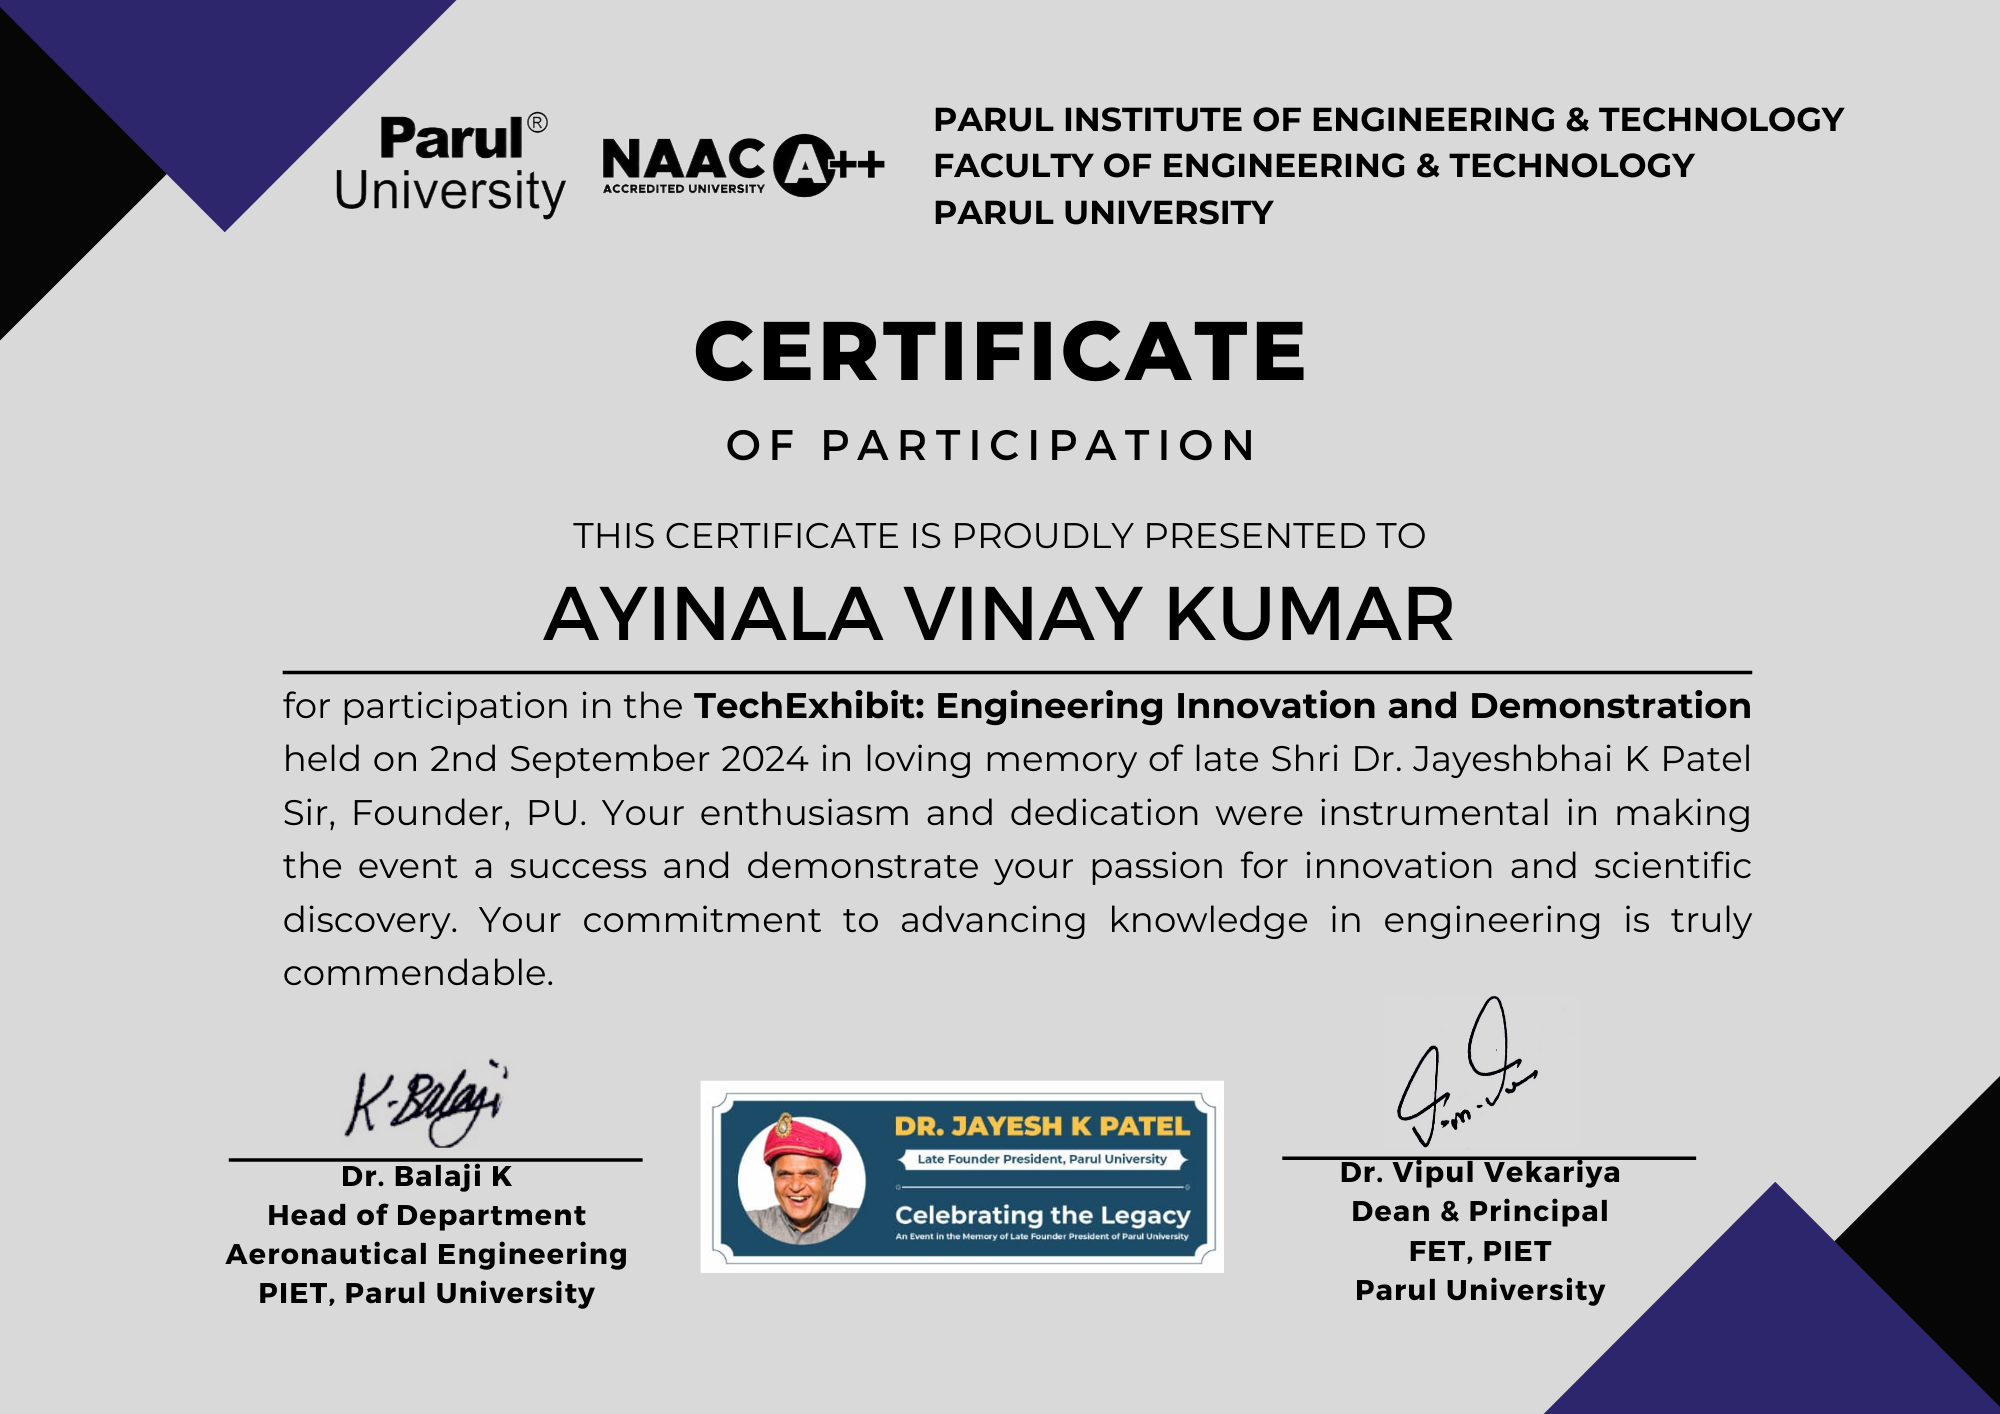 Parul®
University
NAAC A++
ACCREDITED UNIVERSITY
PARUL INSTITUTE OF ENGINEERING & TECHNOLOGY
FACULTY OF ENGINEERING & TECHNOLOGY
PARUL UNIVERSITY
CERTIFICATE
OF PARTICIPATION
THIS CERTIFICATE IS PROUDLY PRESENTED TO
AYINALA VINAY KUMAR
for participation in the TechExhibit: Engineering Innovation and Demonstration
held on 2nd September 2024 in loving memory of late Shri Dr. Jayeshbhai K Patel
Sir, Founder, PU. Your enthusiasm and dedication were instrumental in making
the event a success and demonstrate your passion for innovation and scientific
discovery. Your commitment to advancing knowledge in engineering is truly
commendable.
K-Balaji
Dr. Balaji K
Head of Department
Aeronautical Engineering
PIET, Parul University
DR. JAYESH K PATEL
Late Founder President, Parul University
Celebrating the Legacy
An Event in the Memory of Late Founder President of Parul University
Dr. Vipul Vekariya
Dean & Principal
FET, PIET
Parul University